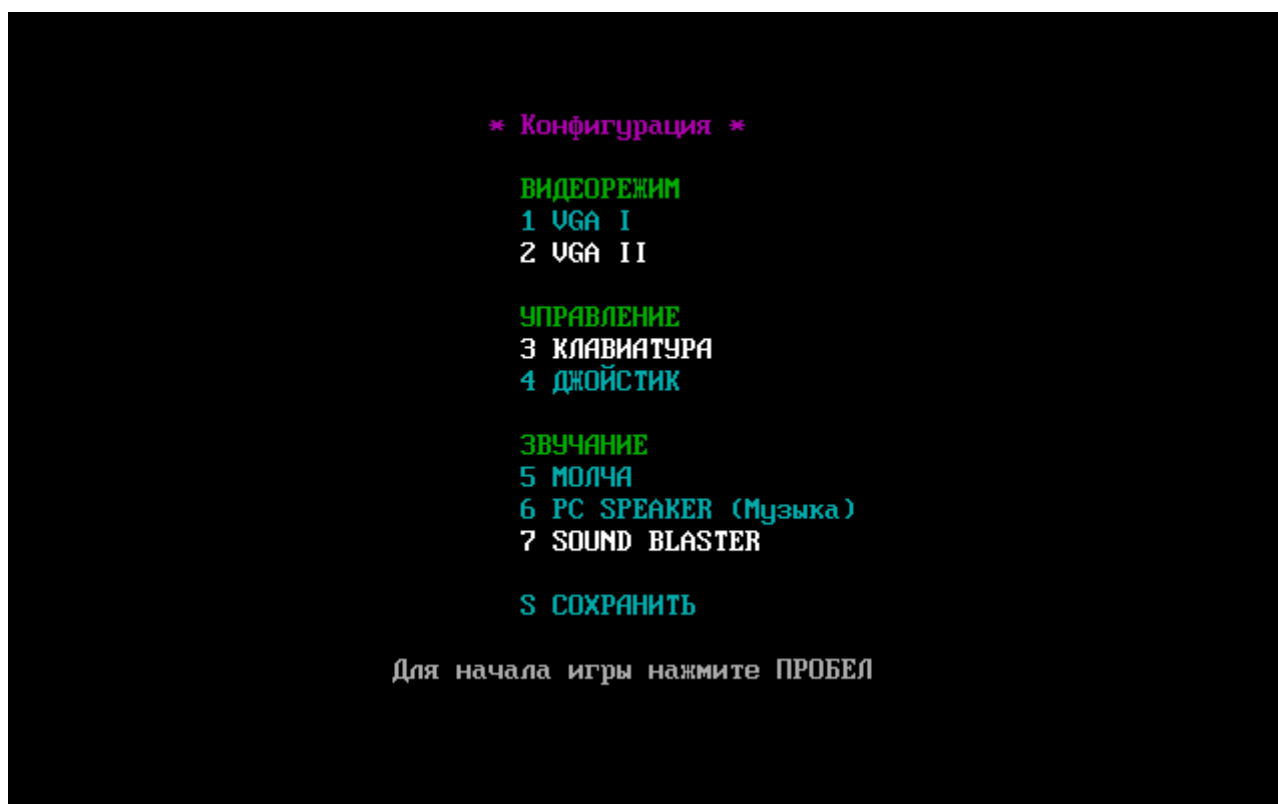 * Конфигурация *
ВИДЕОРЕЖИМ
1 VGA I
2 VGA II
УПРАВЛЕНИЕ
3 КЛАВИАТУРА
4 ДЖОЙСТИК
ЗВУЧАНИЕ
5 МОЛЧА
6 PC SPEAKER (Музыка)
7 SOUND BLASTER
S СОХРАНИТЬ
Для начала игры нажмите ПРОБЕЛ